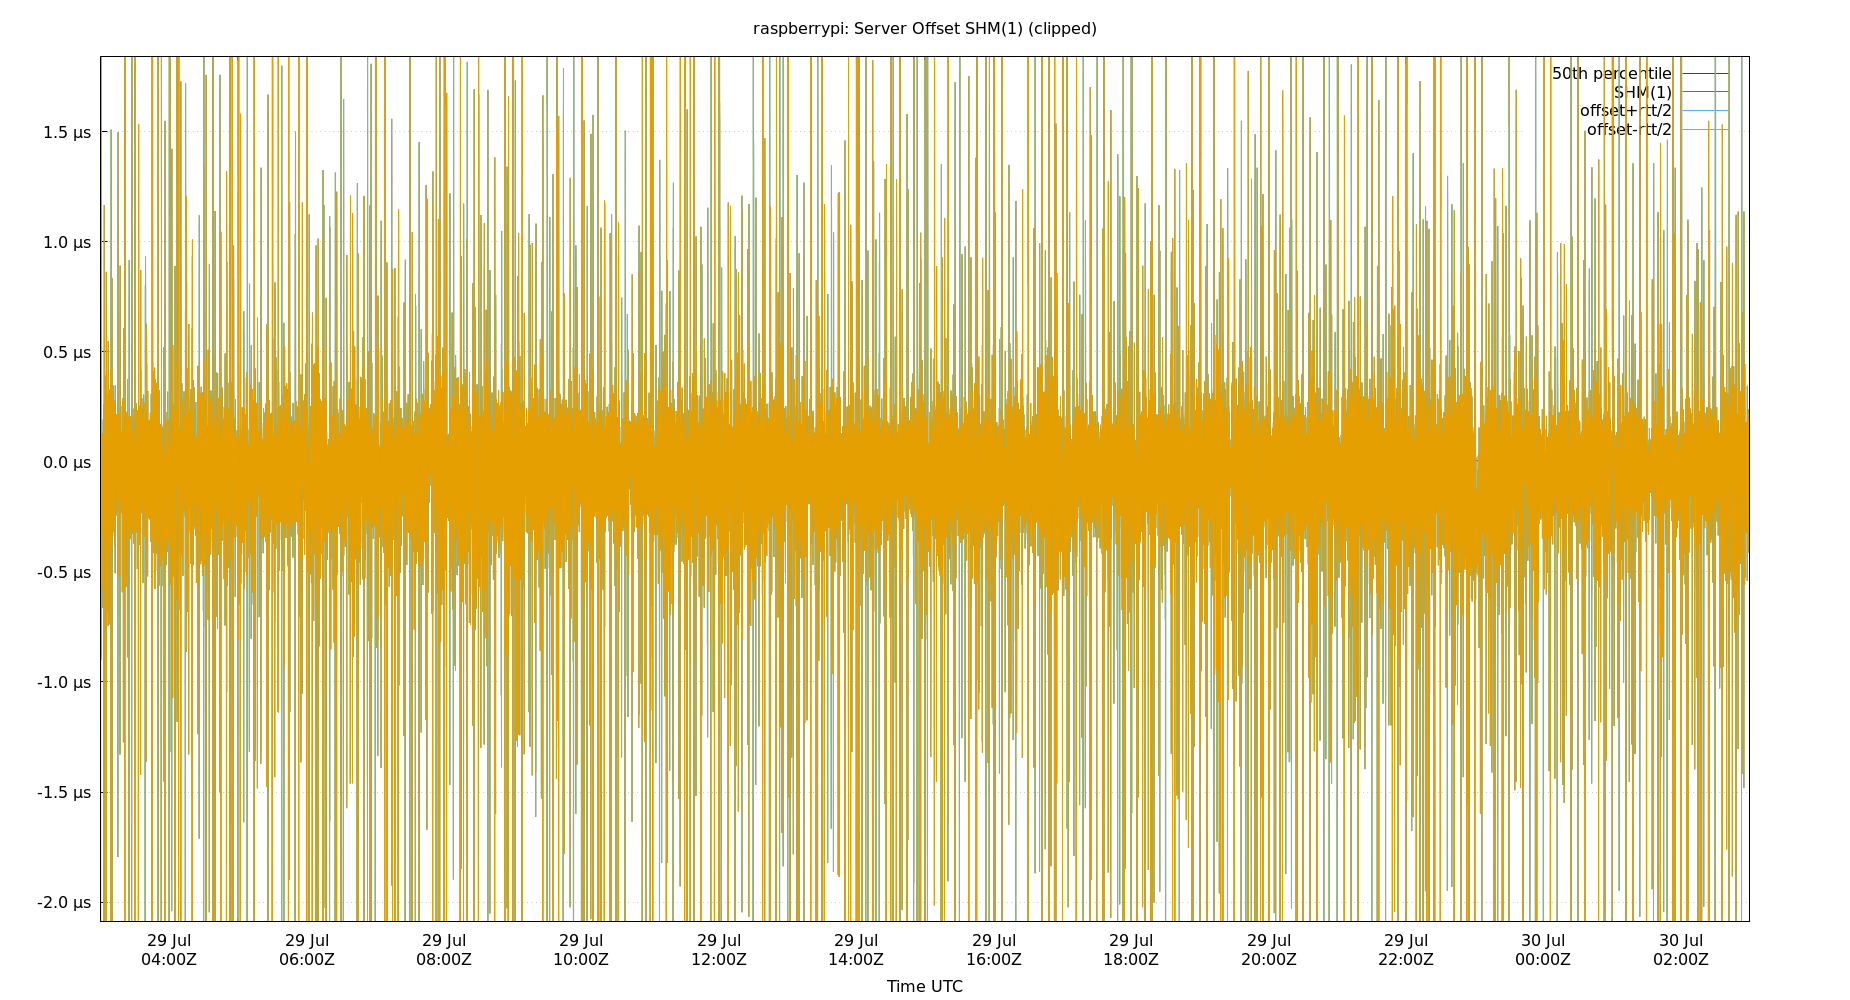 raspberrypi: Server Offset SHM(1) (clipped)
50th percentile
SHM(1)
offset+rtt/2
offset-rtt/2
1.5 µs
1.0 µs
0.5 µs
0.0 µs
-0.5 µs
-1.0 µs
-1.5 µs
-2.0 µs
29 Jul 29 Jul 29 Jul 29 Jul 29 Jul 29 Jul 29 Jul 29 Jul 29 Jul 29 Jul 30 Jul 30 Jul
04:00Z 06:00Z 08:00Z 10:00Z 12:00Z 14:00Z 16:00Z 18:00Z 20:00Z 22:00Z 00:00Z 02:00Z
Time UTC